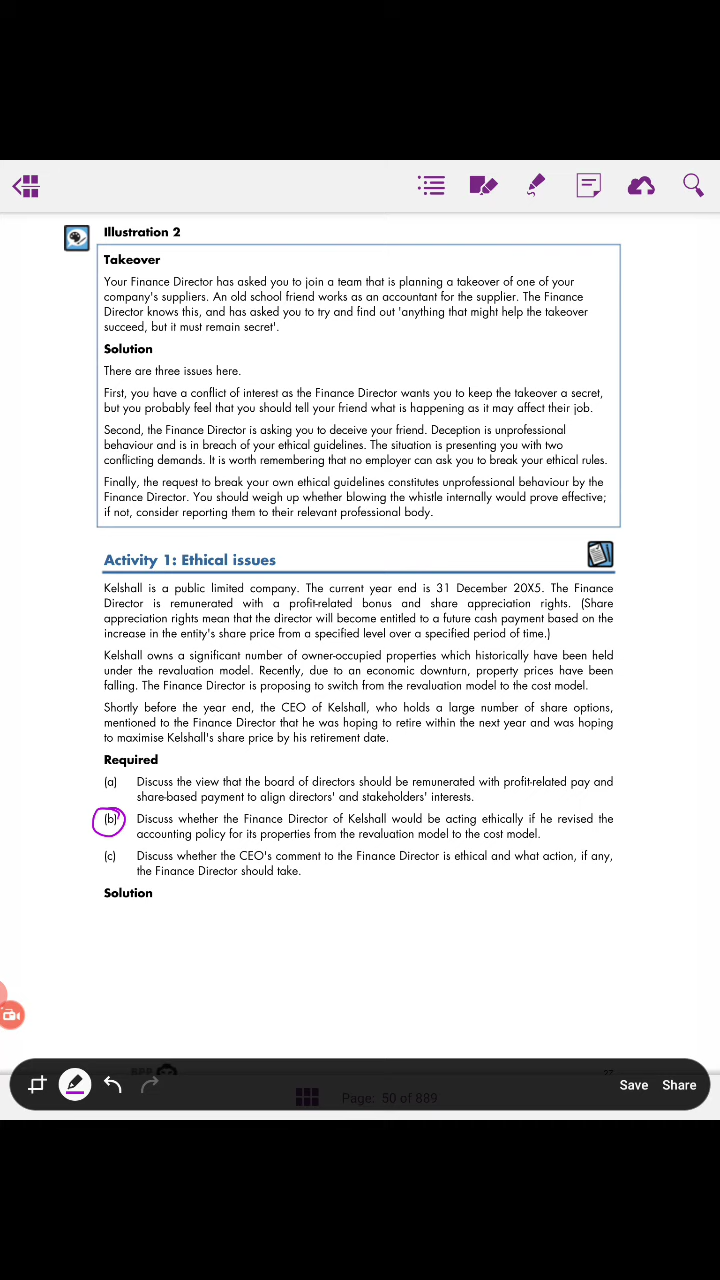 Illustration 2
Takeover
Your Finance Director has asked you to join a team that is planning a takeover of one of your
company's suppliers. An old school friend works as an accountant for the supplier. The Finance
Director knows this, and has asked you to try and find out 'anything that might help the takeover
succeed, but it must remain secret'.
Solution
There are three issues here.
First, you have a conflict of interest as the Finance Director wants you to keep the takeover a secret,
but you probably feel that you should tell your friend what is happening as it may affect their job.
Second, the Finance Director is asking you to deceive your friend. Deception is unprofessional
behaviour and is in breach of your ethical guidelines. The situation is presenting you with two
conflicting demands. It is worth remembering that no employer can ask you to break your ethical rules.
Finally, the request to break your own ethical guidelines constitutes unprofessional behaviour by the
Finance Director. You should weigh up whether blowing the whistle internally would prove effective;
if not, consider reporting them to their relevant professional body.
Activity 1: Ethical issues
Kelshall is a public limited company. The current year end is 31 December 20X5. The Finance
Director is remunerated with a profit-related bonus and share appreciation rights. (Share
appreciation rights mean that the director will become entitled to a future cash payment based on the
increase in the entity's share price from a specified level over a specified period of time.)
Kelshall owns a significant number of owner-occupied properties which historically have been held
under the revaluation model. Recently, due to an economic downturn, property prices have been
falling. The Finance Director is proposing to switch from the revaluation model to the cost model.
Shortly before the year end, the CEO of Kelshall, who holds a large number of share options,
mentioned to the Finance Director that he was hoping to retire within the next year and was hoping
to maximise Kelshall's share price by his retirement date.
Required
(a) Discuss the view that the board of directors should be remunerated with profit-related pay and
share-based payment to align directors' and stakeholders' interests.
(b) Discuss whether the Finance Director of Kelshall would be acting ethically if he revised the
accounting policy for its properties from the revaluation model to the cost model.
(c) Discuss whether the CEO's comment to the Finance Director is ethical and what action, if any,
the Finance Director should take.
Solution
Save Share
Page: 50 of 889